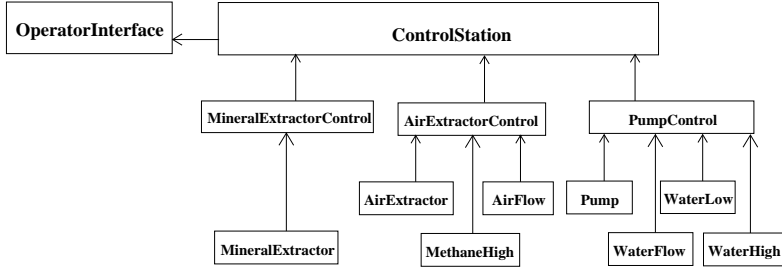 OperatorInterface
ControlStation
MineralExtractorControl
AirExtractorControl
PumpControl
AirExtractor
AirFlow
Pump
WaterLow
MineralExtractor
MethaneHigh
WaterFlow
WaterHigh